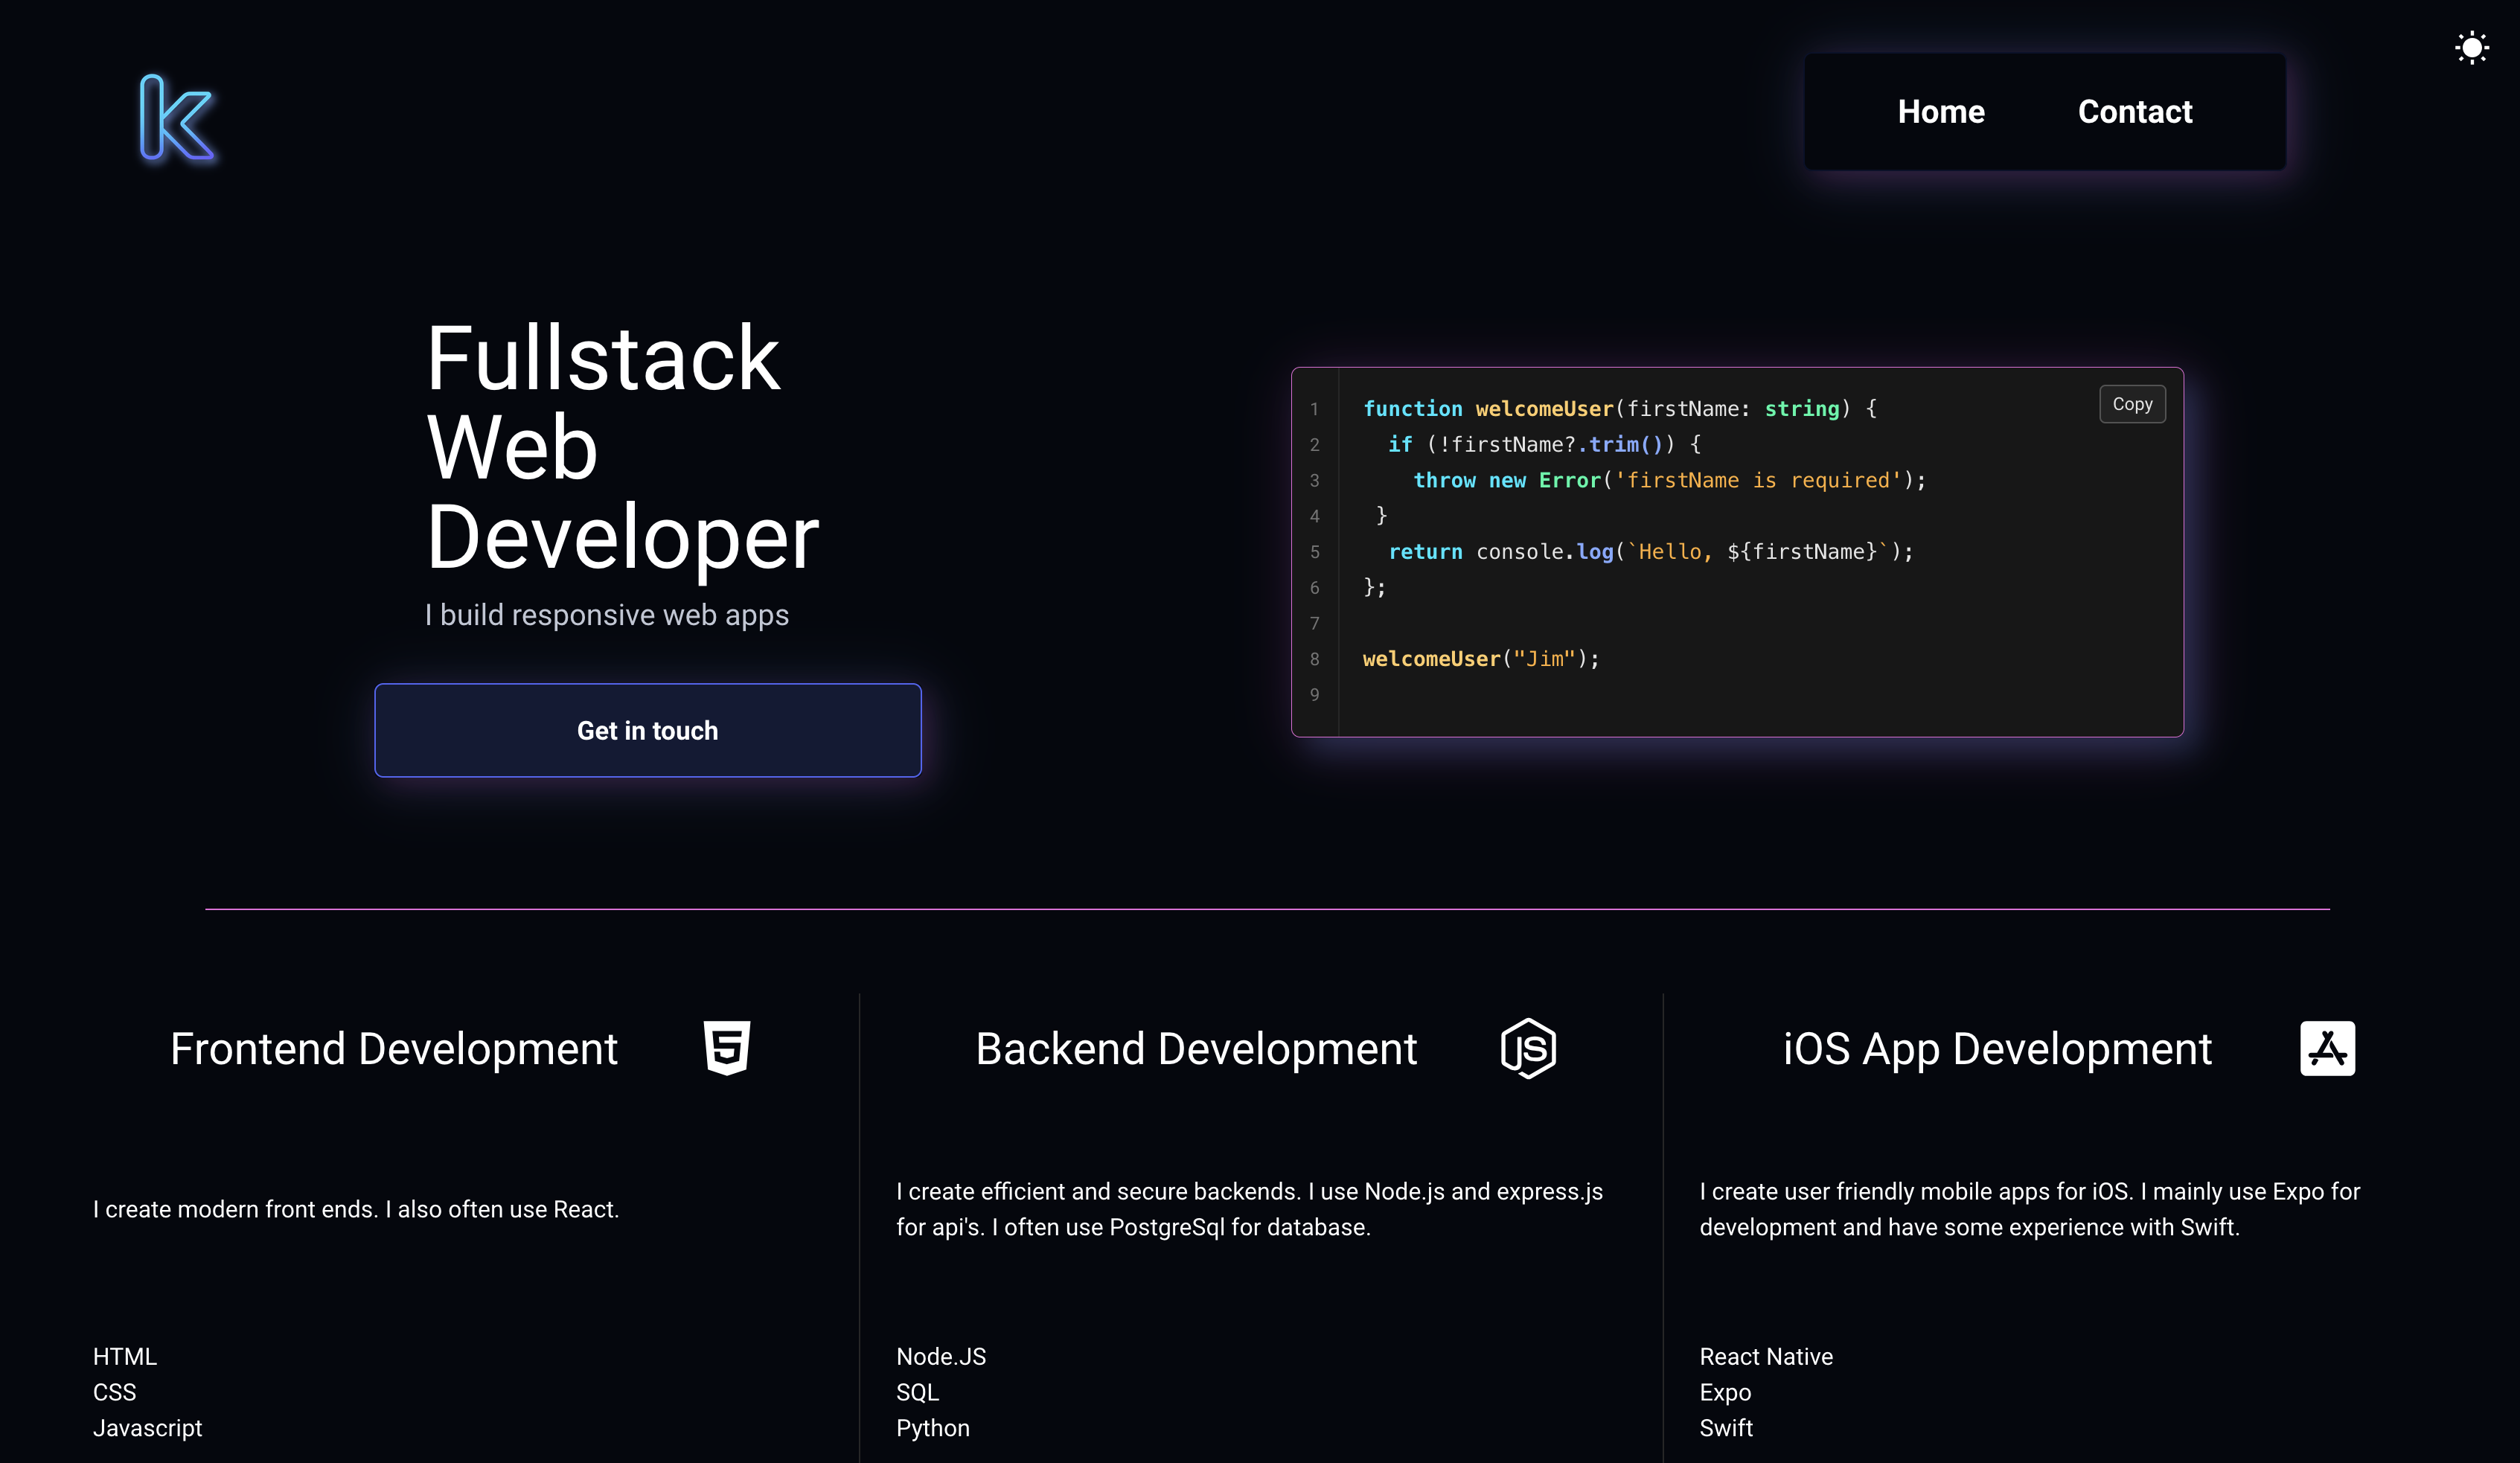 k
Home Contact
Fullstack
Web
Developer
I build responsive web apps
Get in touch
Copy
1 function welcomeUser(firstName: string) {
2   if (!firstName?.trim()) {
3     throw new Error('firstName is required');
4  }
5   return console.log(`Hello, ${firstName}`);
6 };
7
8 welcomeUser("Jim");
9
Frontend Development
I create modern front ends. I also often use React.
HTML
CSS
Javascript
Backend Development
JS
I create efficient and secure backends. I use Node.js and express.js
for api's. I often use PostgreSql for database.
Node.JS
SQL
Python
iOS App Development
I create user friendly mobile apps for iOS. I mainly use Expo for
development and have some experience with Swift.
React Native
Expo
Swift